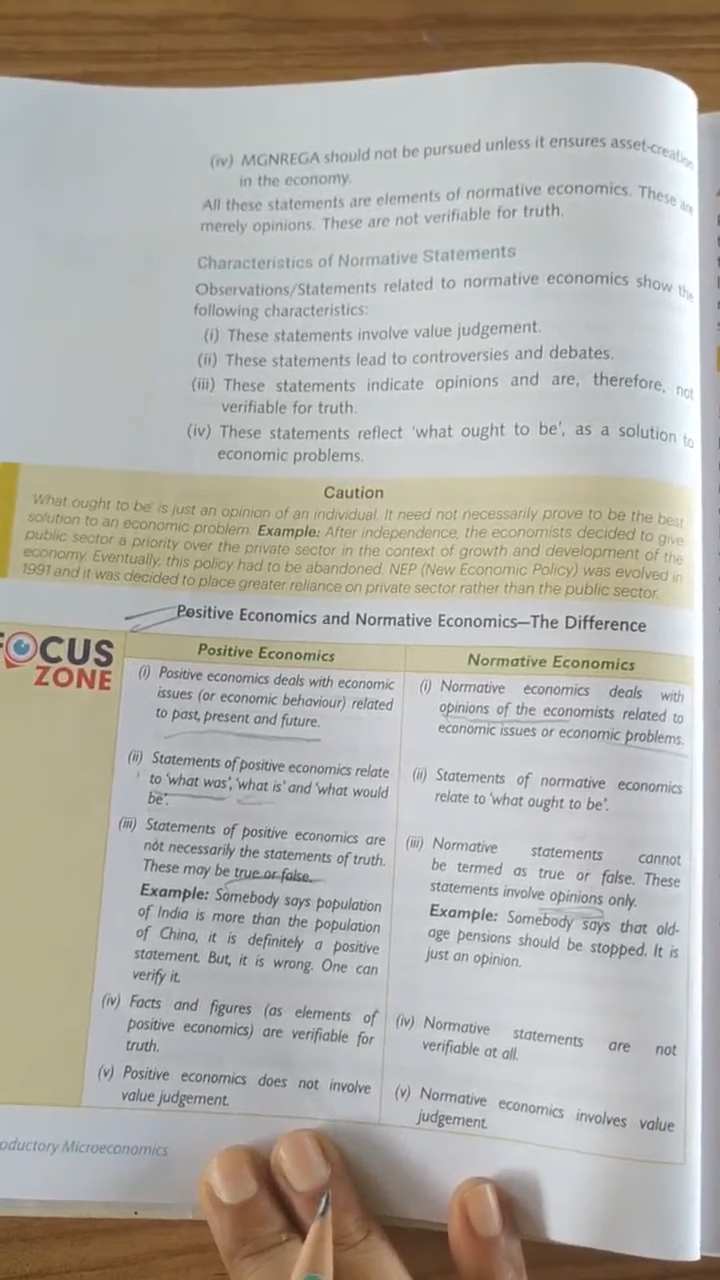 (iv) MGNREGA should not be pursued unless it ensures asset-creation
in the economy.
All these statements are elements of normative economics. These are
merely opinions. These are not verifiable for truth.
Characteristics of Normative Statements
Observations/Statements related to normative economics show the
following characteristics:
(i) These statements involve value judgement.
(ii) These statements lead to controversies and debates.
(iii) These statements indicate opinions and are, therefore, not
verifiable for truth.
(iv) These statements reflect 'what ought to be', as a solution to
economic problems.
Caution
What ought to be' is just an opinion of an individual. It need not necessarily prove to be the best
solution to an economic problem. Example: After independence, the economists decided to give
public sector a priority over the private sector in the context of growth and development of the
economy. Eventually, this policy had to be abandoned. NEP (New Economic Policy) was evolved in
1991 and it was decided to place greater reliance on private sector rather than the public sector.
Positive Economics and Normative Economics—The Difference
FOCUS
ZONE
Positive Economics
(i) Positive economics deals with economic
issues (or economic behaviour) related
to past, present and future.
(ii) Statements of positive economics relate
to 'what was', 'what is' and 'what would
be'.
(iii) Statements of positive economics are
not necessarily the statements of truth.
These may be true or false.
Example: Somebody says population
of India is more than the population
of China, it is definitely a positive
statement. But, it is wrong. One can
verify it.
(iv) Facts and figures (as elements of
positive economics) are verifiable for
truth.
(v) Positive economics does not involve
value judgement.
Normative Economics
(i) Normative economics deals with
opinions of the economists related to
economic issues or economic problems.
(ii) Statements of normative economics
relate to 'what ought to be'.
(iii) Normative statements cannot
be termed as true or false. These
statements involve opinions only.
Example: Somebody says that old-
age pensions should be stopped. It is
just an opinion.
(iv) Normative statements are not
verifiable at all.
(v) Normative economics involves value
judgement.
oductory Microeconomics